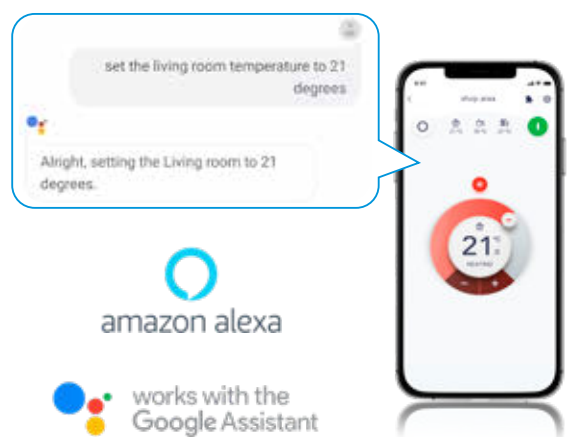 set the living room temperature to 21
degrees
Alright, setting the Living room to 21
degrees.
21
HEATING
amazon alexa
works with the
Google Assistant